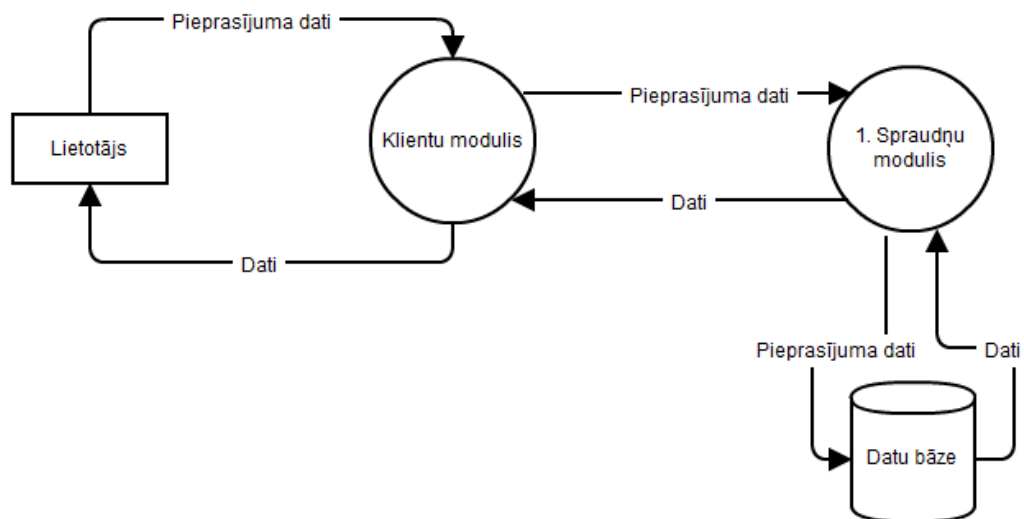 Pieprasījuma dati
Lietotājs
Klientu modulis
Pieprasījuma dati
1. Spraudņu
modulis
Dati
Dati
Pieprasījuma dati
Dati
Datu bāze